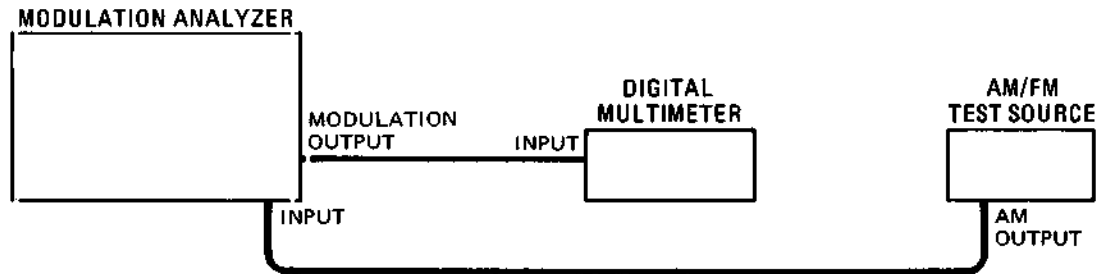 MODULATION ANALYZER
MODULATION
OUTPUT
INPUT
DIGITAL
MULTIMETER
INPUT
AM/FM
TEST SOURCE
AM
OUTPUT